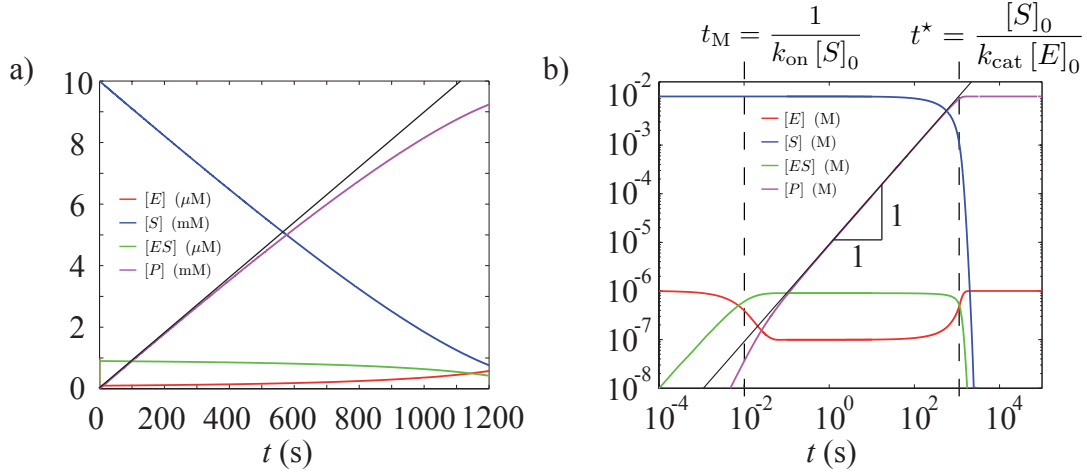 a)
10
8
6
4
2
0
[E] (μM)
[S] (mM)
[ES] (μM)
[P] (mM)
0 200 400 600 800 1000 1200
t (s)
t_M = 1 / (k_on [S]_0)
t^⋆ = [S]_0 / (k_cat [E]_0)
b)
10^-2
10^-3
10^-4
10^-5
10^-6
10^-7
10^-8
[E] (M)
[S] (M)
[ES] (M)
[P] (M)
1
1
10^-4 10^-2 10^0 10^2 10^4
t (s)